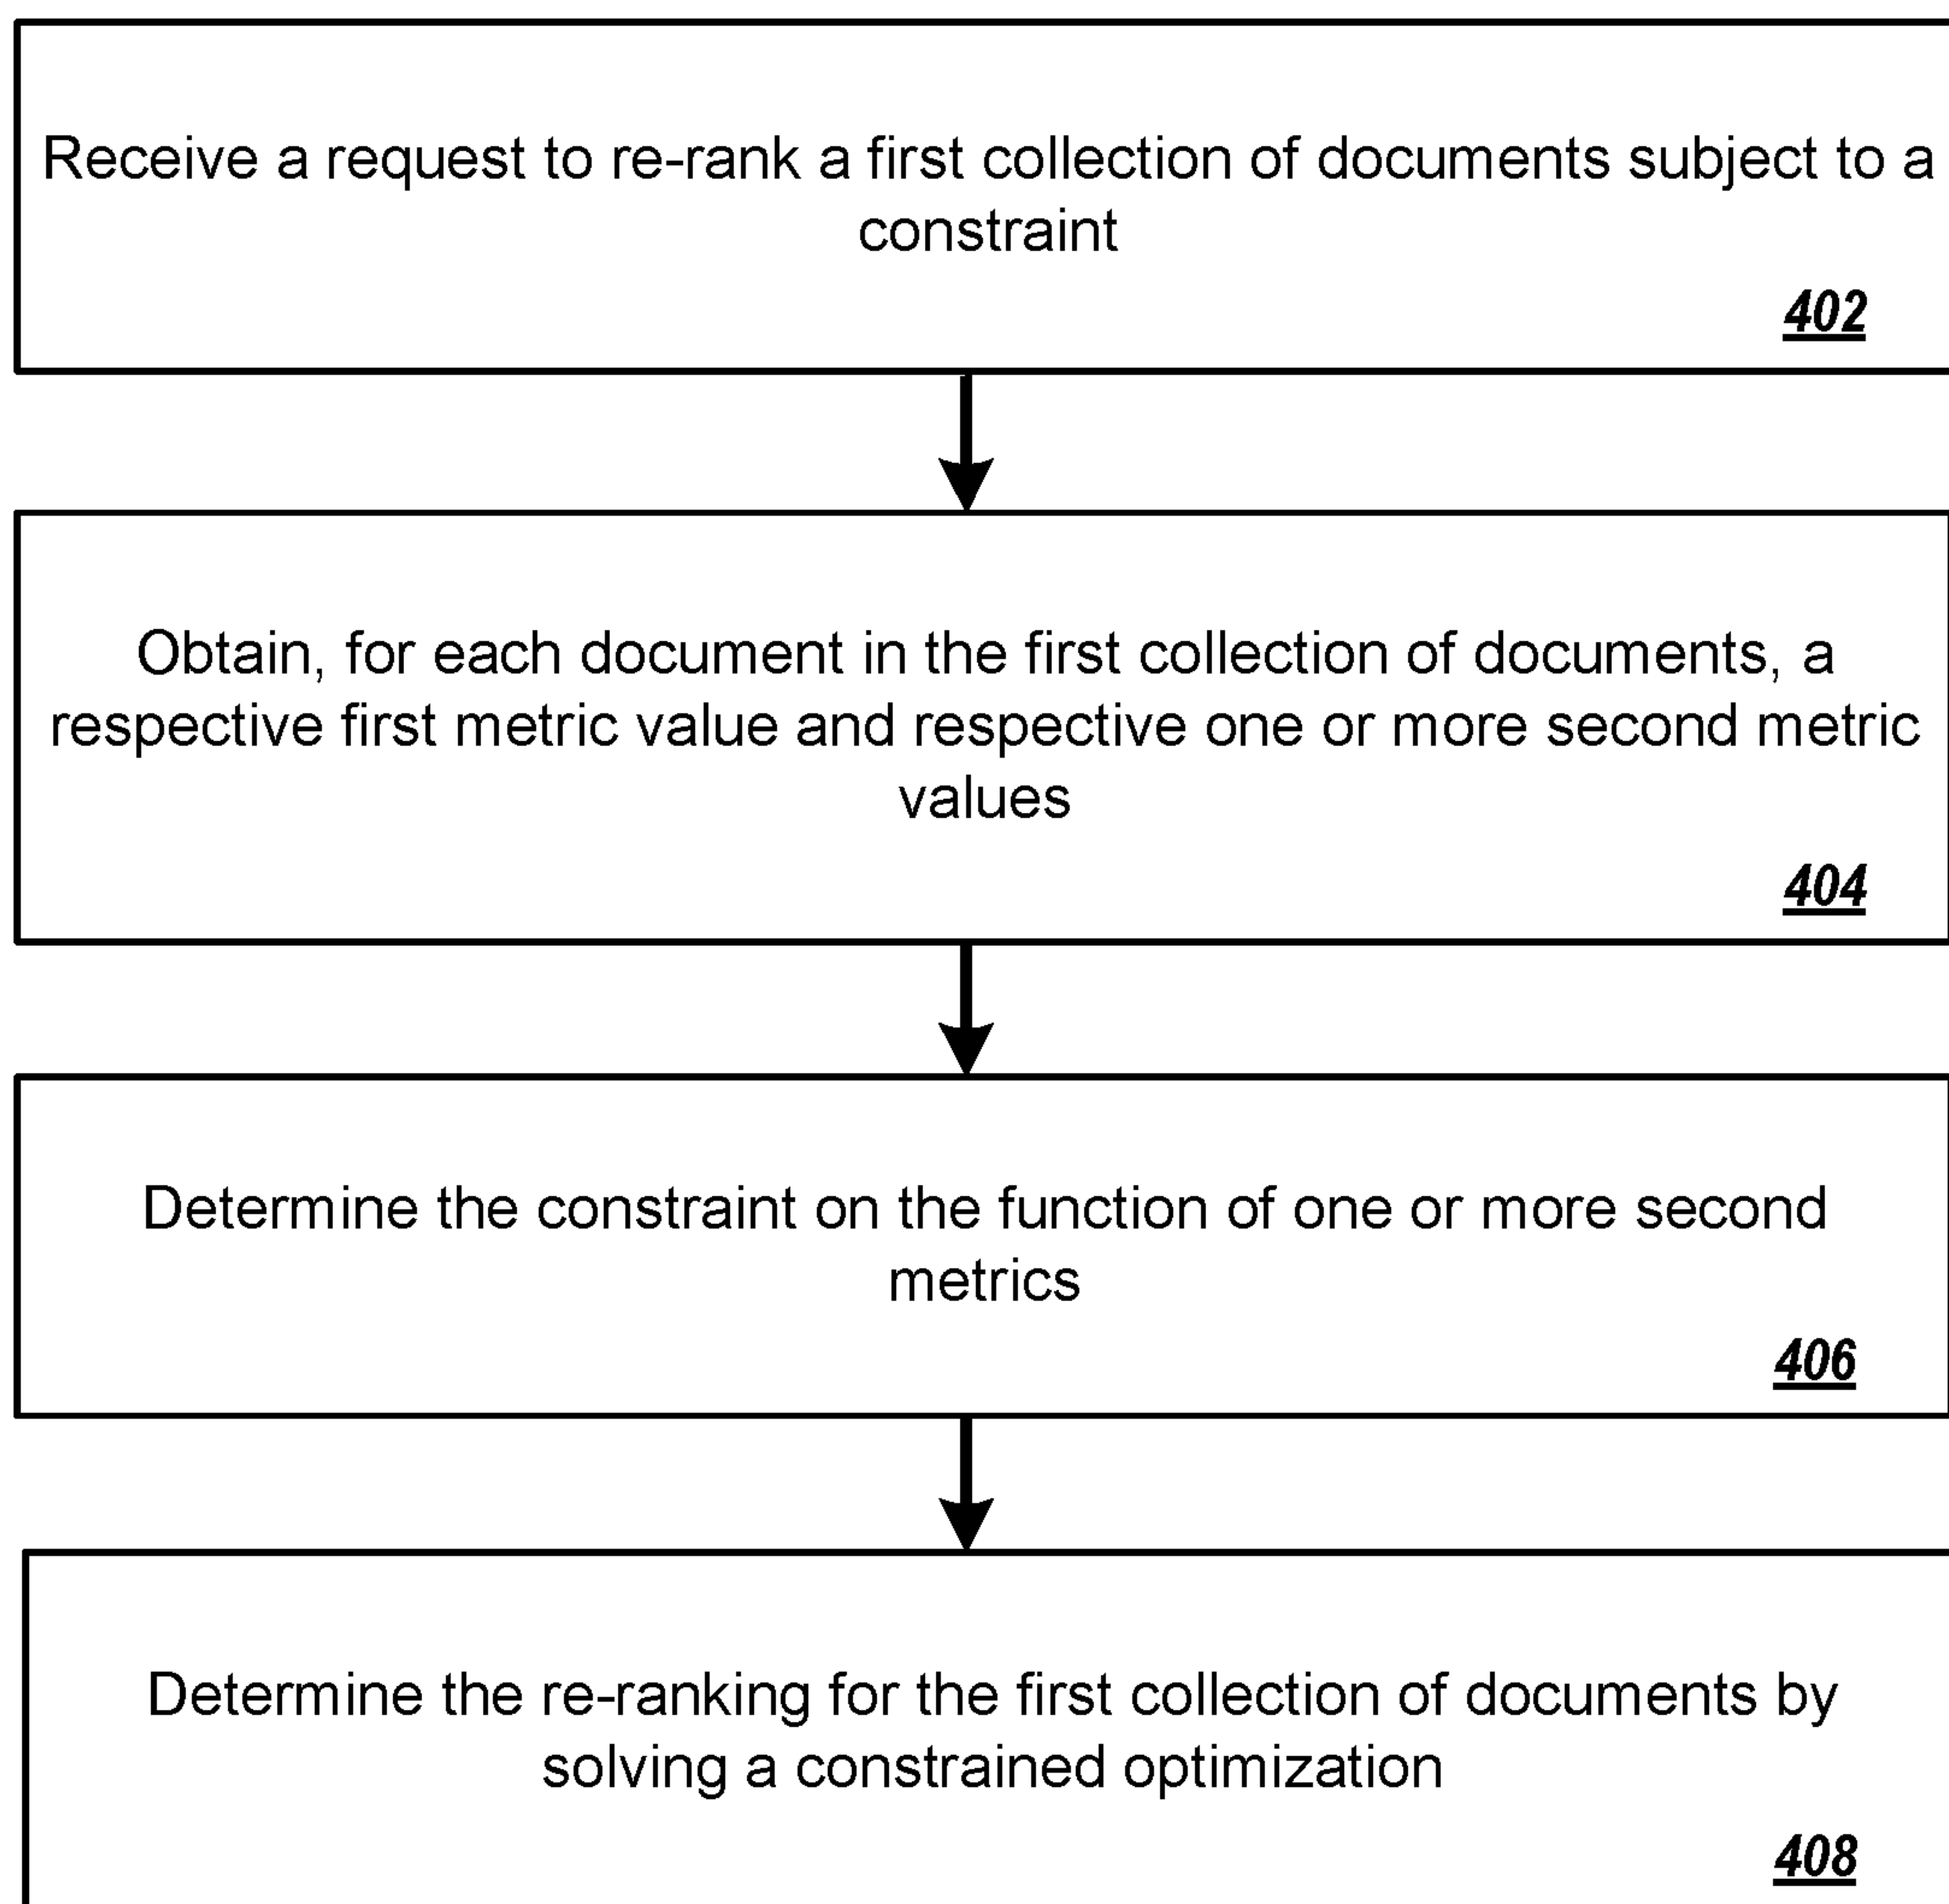 Receive a request to re-rank a first collection of documents subject to a
constraint
402
Obtain, for each document in the first collection of documents, a
respective first metric value and respective one or more second metric
values
404
Determine the constraint on the function of one or more second
metrics
406
Determine the re-ranking for the first collection of documents by
solving a constrained optimization
408